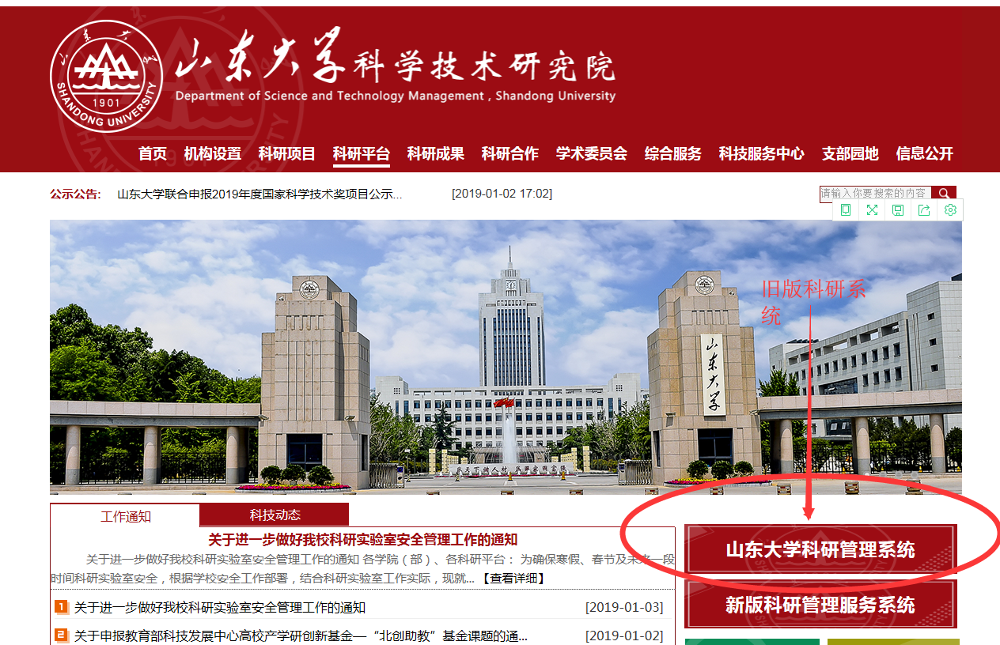 山东大学科学技术研究院
Department of Science and Technology Management , Shandong University
山东大学
1901
SHANDONG UNIVERSITY
首页 机构设置 科研项目 科研平台 科研成果 科研合作 学术委员会 综合服务 科技服务中心 支部园地 信息公开
公示公告: 山东大学联合申报2019年度国家科学技术奖项目公示... [2019-01-02 17:02]
请输入你要搜索的内容
旧版科研系
统
山东大学
工作通知 科技动态
关于进一步做好我校科研实验室安全管理工作的通知
关于进一步做好我校科研实验室安全管理工作的通知 各学院（部）、各科研平台： 为确保寒假、春节及未来一段
时间科研实验室安全，根据学校安全工作部署，结合科研实验室工作实际，现就... 【查看详细】
1 关于进一步做好我校科研实验室安全管理工作的通知 [2019-01-03]
2 关于申报教育部科技发展中心高校产学研创新基金—“北创助教”基金课题的通... [2019-01-02]
山东大学科研管理系统
新版科研管理服务系统